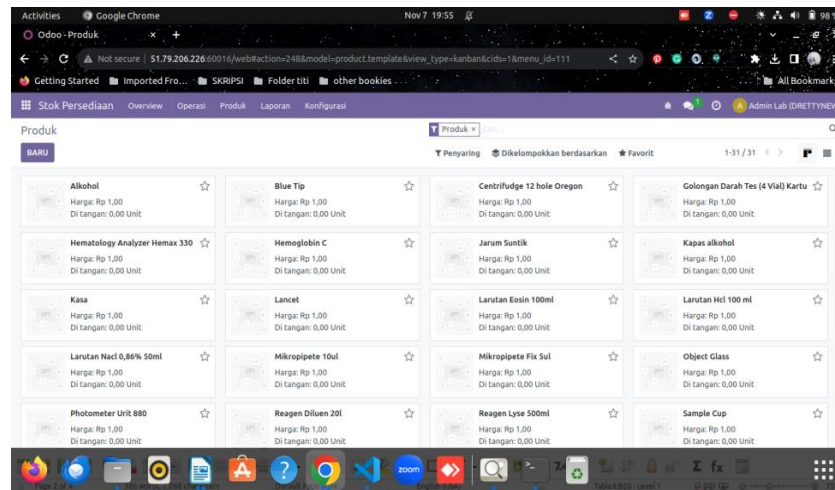 Activities Google Chrome Nov 7 19:55 98%
Odoo - Produk
Not secure 51.79.206.226:60016/web#action=248&model=product.template&view_type=kanban&cids=1&menu_id=111
Getting Started Imported Fro... SKRIPSI Folder titi other bookies All Bookmarks
Stok Persediaan Overview Operasi Produk Laporan Konfigurasi 1 A Admin Lab (DRETTYNEW
Produk Produk × Cari...
BARU Penyaring Dikelompokkan berdasarkan Favorit 1-31 / 31
Alkohol Blue Tip Centrifudge 12 hole Oregon Golongan Darah Tes (4 Vial) Kartu
Harga: Rp 1,00 Harga: Rp 1,00 Harga: Rp 1,00 Harga: Rp 1,00
Di tangan: 0,00 Unit Di tangan: 0,00 Unit Di tangan: 0,00 Unit Di tangan: 0,00 Unit
Hematology Analyzer Hemax 330 Hemoglobin C Jarum Suntik Kapas alkohol
Harga: Rp 1,00 Harga: Rp 1,00 Harga: Rp 1,00 Harga: Rp 1,00
Di tangan: 0,00 Unit Di tangan: 0,00 Unit Di tangan: 0,00 Unit Di tangan: 0,00 Unit
Kasa Lancet Larutan Eosin 100ml Larutan Hcl 100 ml
Harga: Rp 1,00 Harga: Rp 1,00 Harga: Rp 1,00 Harga: Rp 1,00
Di tangan: 0,00 Unit Di tangan: 0,00 Unit Di tangan: 0,00 Unit Di tangan: 0,00 Unit
Larutan Nacl 0,86% 50ml Mikropipete 10ul Mikropipete Fix 5ul Object Glass
Harga: Rp 1,00 Harga: Rp 1,00 Harga: Rp 1,00 Harga: Rp 1,00
Di tangan: 0,00 Unit Di tangan: 0,00 Unit Di tangan: 0,00 Unit Di tangan: 0,00 Unit
Photometer Urit 880 Reagen Diluen 20l Reagen Lyse 500ml Sample Cup
Harga: Rp 1,00 Harga: Rp 1,00 Harga: Rp 1,00 Harga: Rp 1,00
Di tangan: 0,00 Unit Di tangan: 0,00 Unit Di tangan: 0,00 Unit Di tangan: 0,00 Unit
zoom
Page 2 of 4 English (USA)